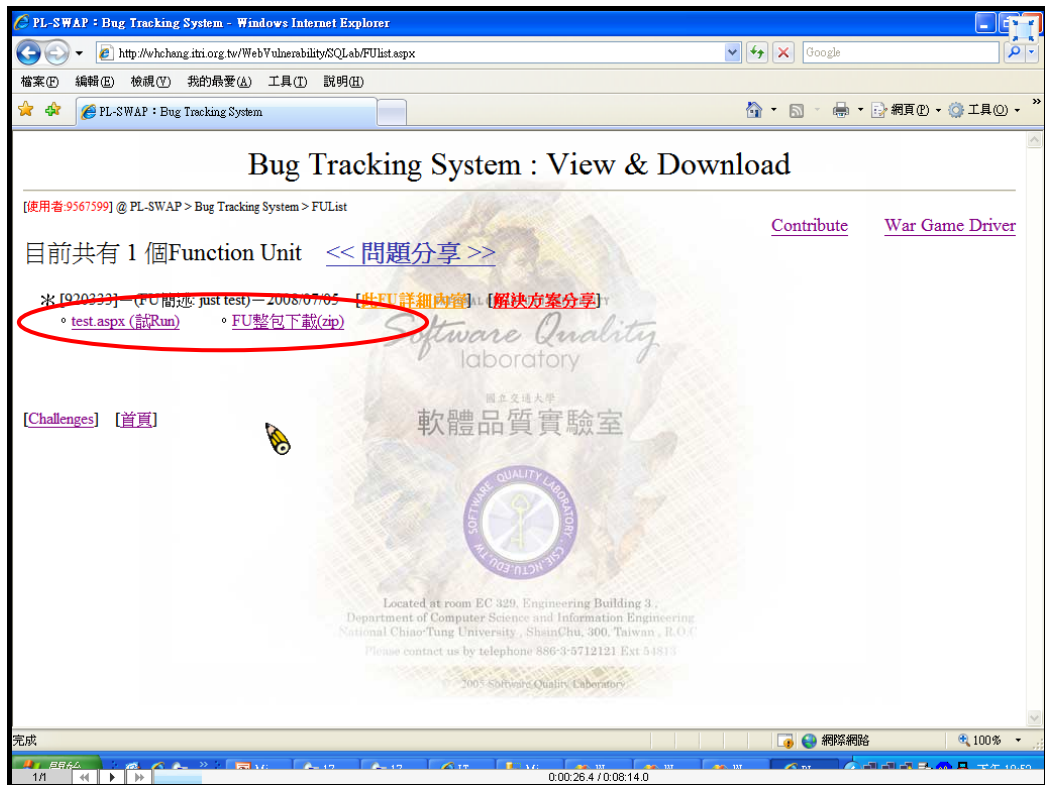 PL-SWAP：Bug Tracking System - Windows Internet Explorer
http://whchang.itri.org.tw/WebVulnerability/SQLab/FUlist.aspx
Google
檔案(F) 編輯(E) 檢視(V) 我的最愛(A) 工具(T) 說明(H)
PL-SWAP：Bug Tracking System
網頁(P) 工具(O)
Bug Tracking System : View & Download
[使用者:9567599] @ PL-SWAP > Bug Tracking System > FUList
Contribute War Game Driver
目前共有 1 個Function Unit << 問題分享 >>
＊ [920333]—(FU簡述: just test)—2008/07/05 [此FU詳細內容] [解決方案分享]
。test.aspx (試Run) 。FU整包下載(zip)
Software Quality
laboratory
國立交通大學
軟體品質實驗室
[Challenges] [首頁]
SOFTWARE QUALITY LABORATORY . CSIE.NCTU.EDU.TW
Located at room EC 329, Engineering Building 3 ,
Department of Computer Science and Information Engineering
National Chiao-Tung University , ShsinChu, 300, Taiwan , R.O.C
Please contact us by telephone 886-3-5712121 Ext 54813
2005 Software Quality Laboratory
完成
網際網路 100%
1/1
0:00:26.4 / 0:08:14.0
下午 10:52